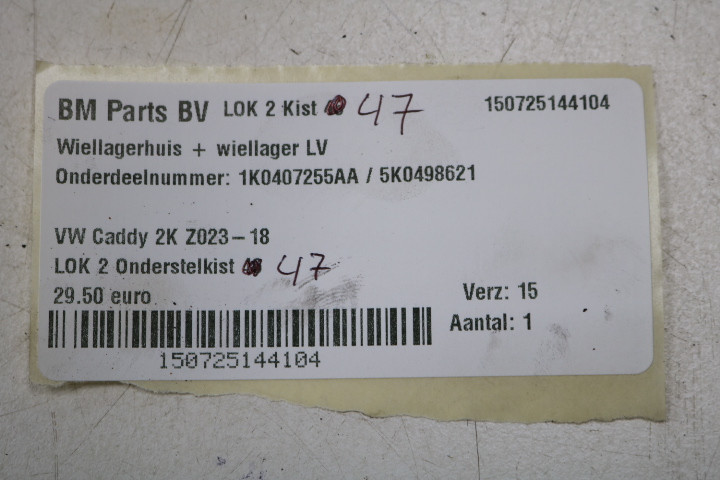 BM Parts BV LOK 2 Kist 47 150725144104
Wiellagerhuis + wiellager LV
Onderdeelnummer: 1K0407255AA / 5K0498621
VW Caddy 2K Z023-18
LOK 2 Onderstelkist 47
29.50 euro Verz: 15
Aantal: 1
150725144104